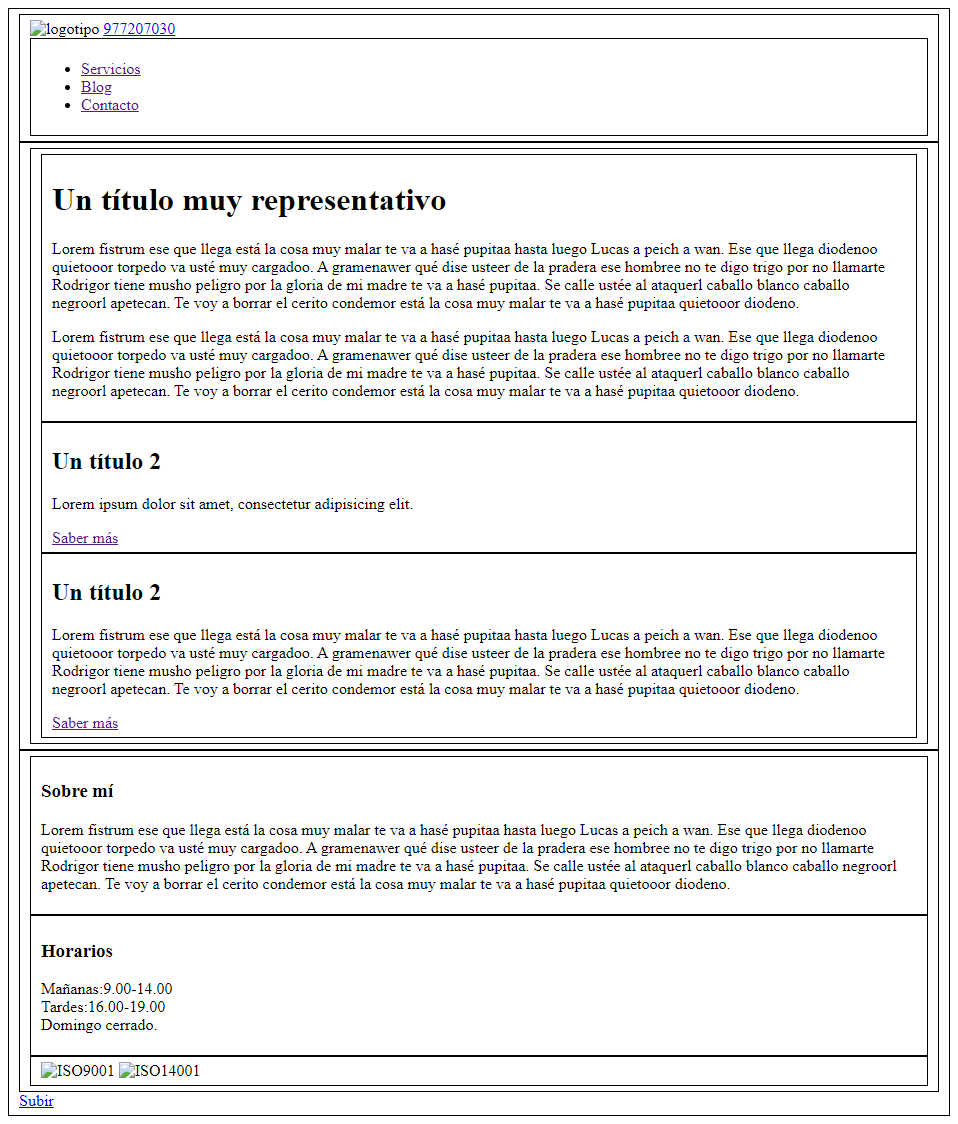 logotipo 977207030
Servicios
Blog
Contacto
Un título muy representativo
Lorem fistrum ese que llega está la cosa muy malar te va a hasé pupitaa hasta luego Lucas a peich a wan. Ese que llega diodenoo
quietooor torpedo va usté muy cargadoo. A gramenawer qué dise usteer de la pradera ese hombree no te digo trigo por no llamarte
Rodrigor tiene musho peligro por la gloria de mi madre te va a hasé pupitaa. Se calle ustée al ataquerl caballo blanco caballo
negroorl apetecan. Te voy a borrar el cerito condemor está la cosa muy malar te va a hasé pupitaa quietooor diodeno.
Lorem fistrum ese que llega está la cosa muy malar te va a hasé pupitaa hasta luego Lucas a peich a wan. Ese que llega diodenoo
quietooor torpedo va usté muy cargadoo. A gramenawer qué dise usteer de la pradera ese hombree no te digo trigo por no llamarte
Rodrigor tiene musho peligro por la gloria de mi madre te va a hasé pupitaa. Se calle ustée al ataquerl caballo blanco caballo
negroorl apetecan. Te voy a borrar el cerito condemor está la cosa muy malar te va a hasé pupitaa quietooor diodeno.
Un título 2
Lorem ipsum dolor sit amet, consectetur adipisicing elit.
Saber más
Un título 2
Lorem fistrum ese que llega está la cosa muy malar te va a hasé pupitaa hasta luego Lucas a peich a wan. Ese que llega diodenoo
quietooor torpedo va usté muy cargadoo. A gramenawer qué dise usteer de la pradera ese hombree no te digo trigo por no llamarte
Rodrigor tiene musho peligro por la gloria de mi madre te va a hasé pupitaa. Se calle ustée al ataquerl caballo blanco caballo
negroorl apetecan. Te voy a borrar el cerito condemor está la cosa muy malar te va a hasé pupitaa quietooor diodeno.
Saber más
Sobre mí
Lorem fistrum ese que llega está la cosa muy malar te va a hasé pupitaa hasta luego Lucas a peich a wan. Ese que llega diodenoo
quietooor torpedo va usté muy cargadoo. A gramenawer qué dise usteer de la pradera ese hombree no te digo trigo por no llamarte
Rodrigor tiene musho peligro por la gloria de mi madre te va a hasé pupitaa. Se calle ustée al ataquerl caballo blanco caballo negroorl
apetecan. Te voy a borrar el cerito condemor está la cosa muy malar te va a hasé pupitaa quietooor diodeno.
Horarios
Mañanas:9.00-14.00
Tardes:16.00-19.00
Domingo cerrado.
ISO9001 ISO14001
Subir